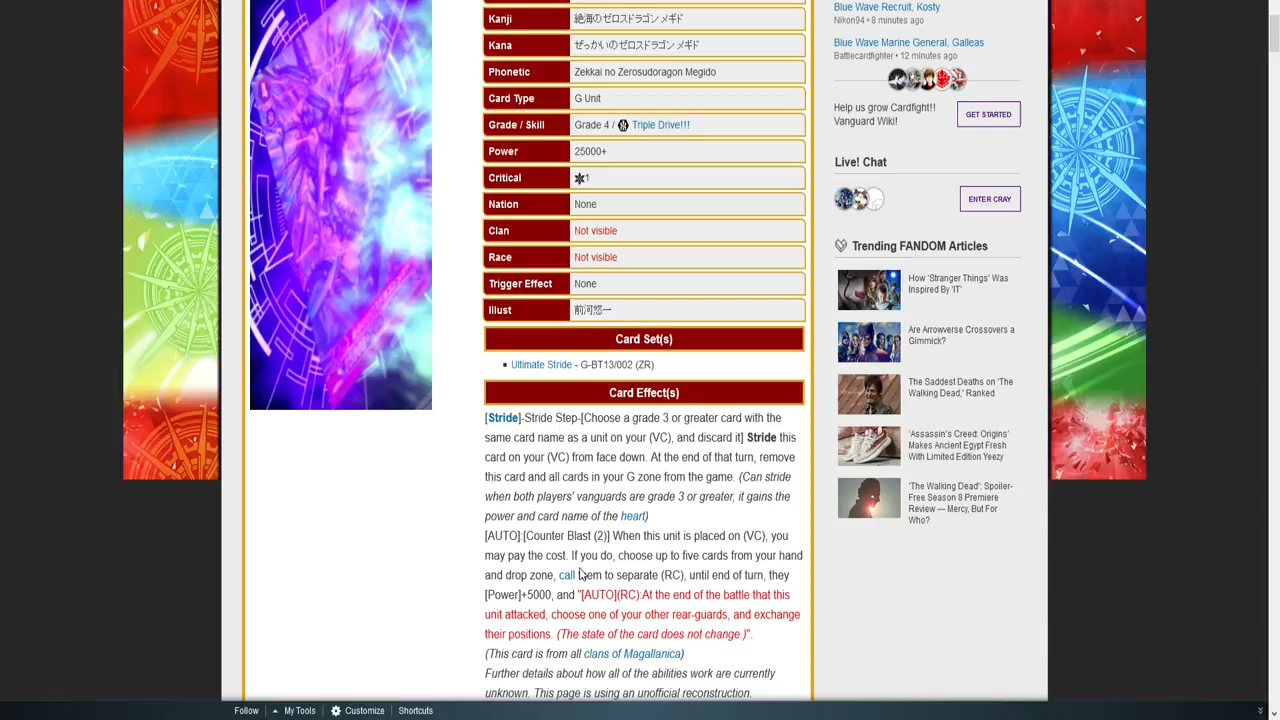 Kanji
絶海のゼロスドラゴン メギド
Kana
ぜっかいのゼロスドラゴン メギド
Phonetic
Zekkai no Zerosudoragon Megido
Card Type
G Unit
Grade / Skill
Grade 4 / Triple Drive!!!
Power
25000+
Critical
1
Nation
None
Clan
Not visible
Race
Not visible
Trigger Effect
None
Illust
前河悠一
Card Set(s)
Ultimate Stride - G-BT13/002 (ZR)
Card Effect(s)
[Stride]-Stride Step-[Choose a grade 3 or greater card with the
same card name as a unit on your (VC), and discard it] Stride this
card on your (VC) from face down. At the end of that turn, remove
this card and all cards in your G zone from the game. (Can stride
when both players' vanguards are grade 3 or greater, it gains the
power and card name of the heart)
[AUTO]:[Counter Blast (2)] When this unit is placed on (VC), you
may pay the cost. If you do, choose up to five cards from your hand
and drop zone, call them to separate (RC), until end of turn, they
[Power]+5000, and "[AUTO](RC):At the end of the battle that this
unit attacked, choose one of your other rear-guards, and exchange
their positions. (The state of the card does not change.)".
(This card is from all clans of Magallanica)
Further details about how all of the abilities work are currently
unknown. This page is using an unofficial reconstruction.
Blue Wave Recruit, Kosty
Nikon94 • 8 minutes ago
Blue Wave Marine General, Galleas
Battlecardfighter • 12 minutes ago
Help us grow Cardfight!!
Vanguard Wiki!
GET STARTED
Live! Chat
ENTER CRAY
Trending FANDOM Articles
How 'Stranger Things' Was
Inspired By 'IT'
Are Arrowverse Crossovers a
Gimmick?
The Saddest Deaths on 'The
Walking Dead,' Ranked
'Assassin's Creed: Origins'
Makes Ancient Egypt Fresh
With Limited Edition Yeezy
'The Walking Dead': Spoiler-
Free Season 8 Premiere
Review — Mercy, But For
Who?
Follow
My Tools
Customize
Shortcuts